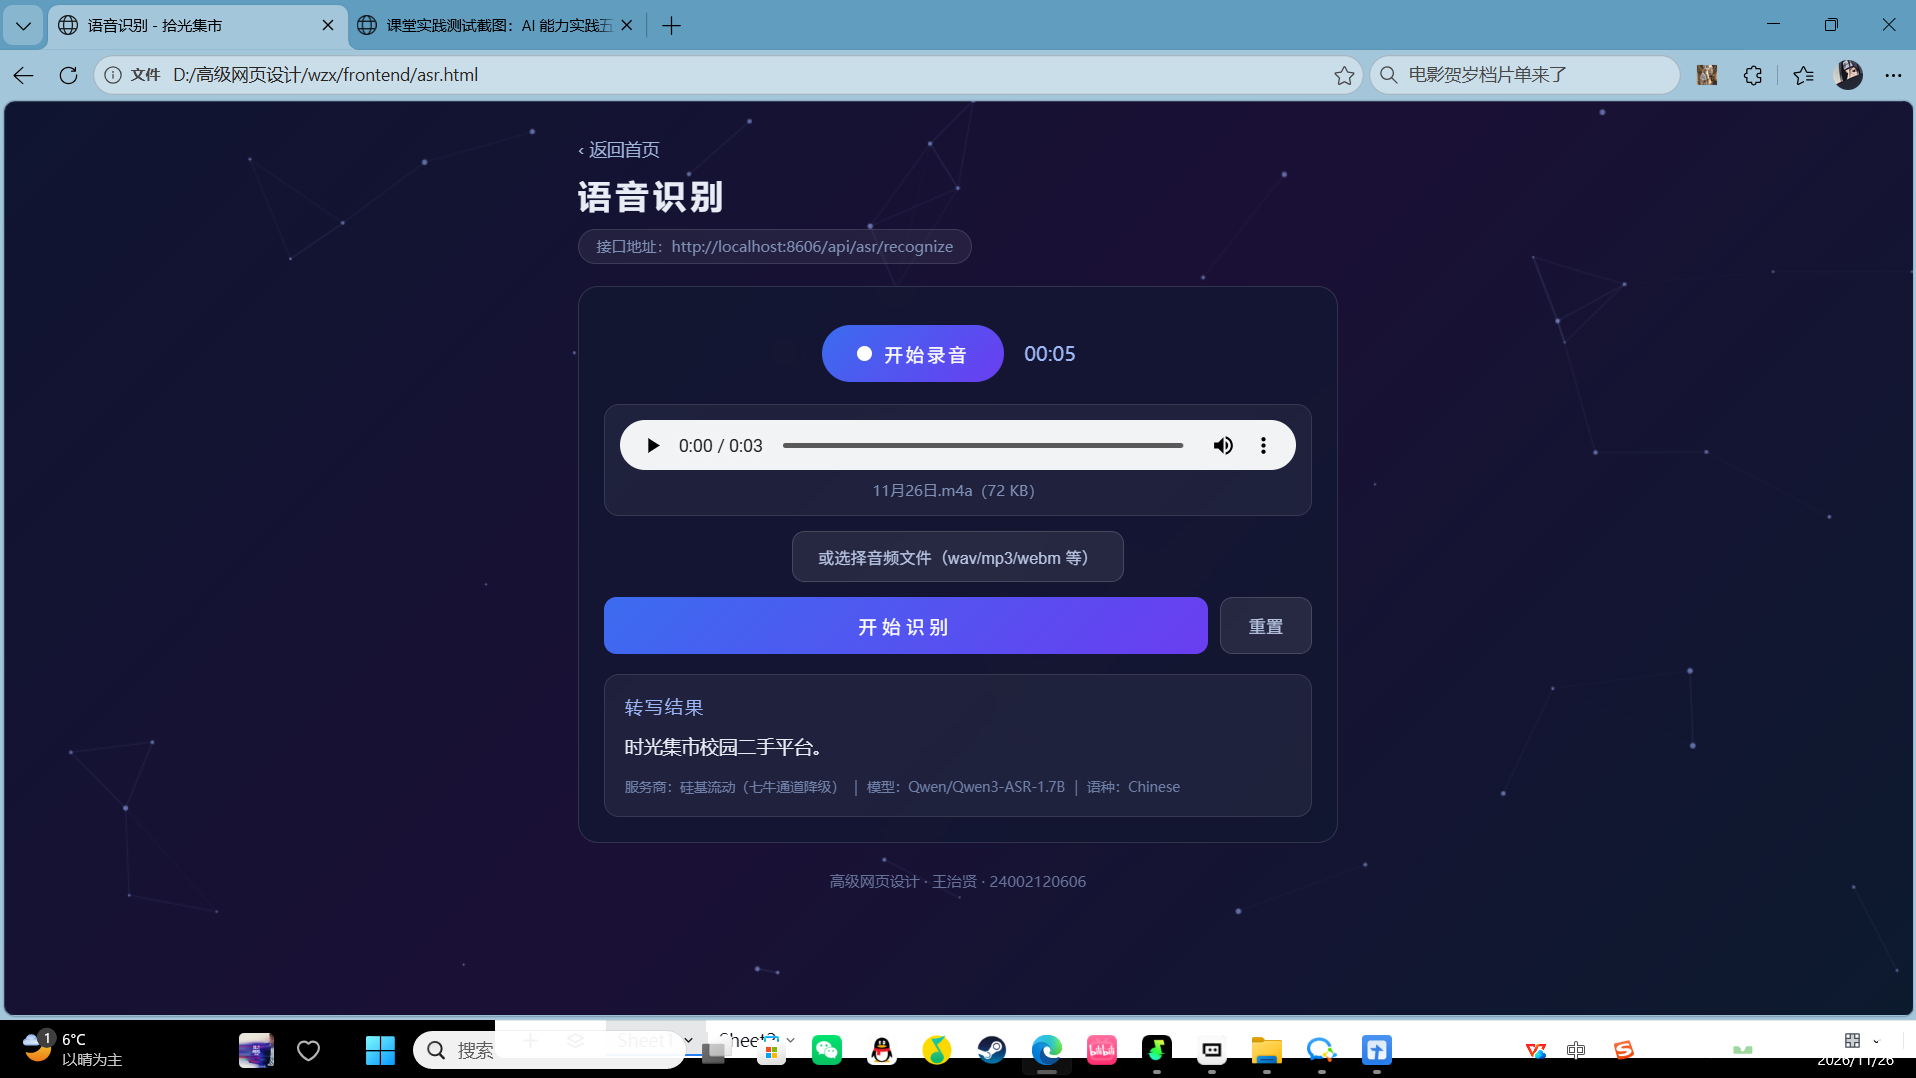 语音识别 - 拾光集市
课堂实践测试截图：AI 能力实践五
文件
D:/高级网页设计/wzx/frontend/asr.html
电影贺岁档片单来了
‹ 返回首页
语音识别
接口地址：http://localhost:8606/api/asr/recognize
开始录音
00:05
0:00 / 0:03
11月26日.m4a（72 KB）
或选择音频文件（wav/mp3/webm 等）
开始识别
重置
转写结果
时光集市校园二手平台。
服务商：硅基流动（七牛通道降级） | 模型：Qwen/Qwen3-ASR-1.7B | 语种：Chinese
高级网页设计 · 王治贤 · 24002120606
1
6°C
以晴为主
搜索
Sheet1
bilibili
中
2026/11/26